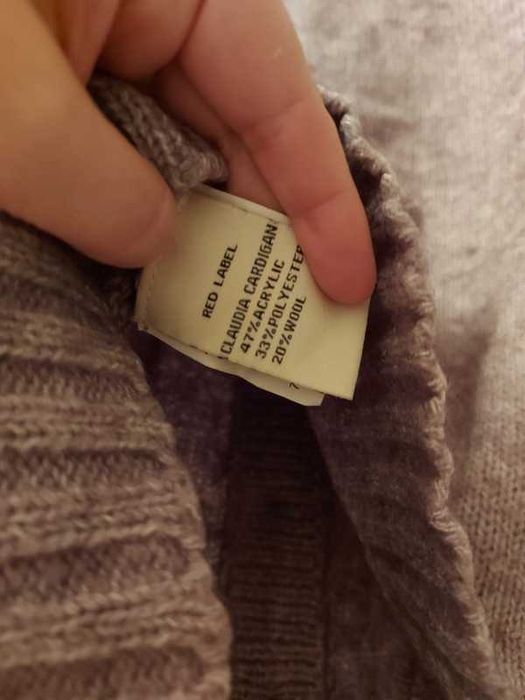 RED LABEL
CLAUDIA CARDIGAN
47%ACRYLIC
33%POLYESTER
20%WOOL